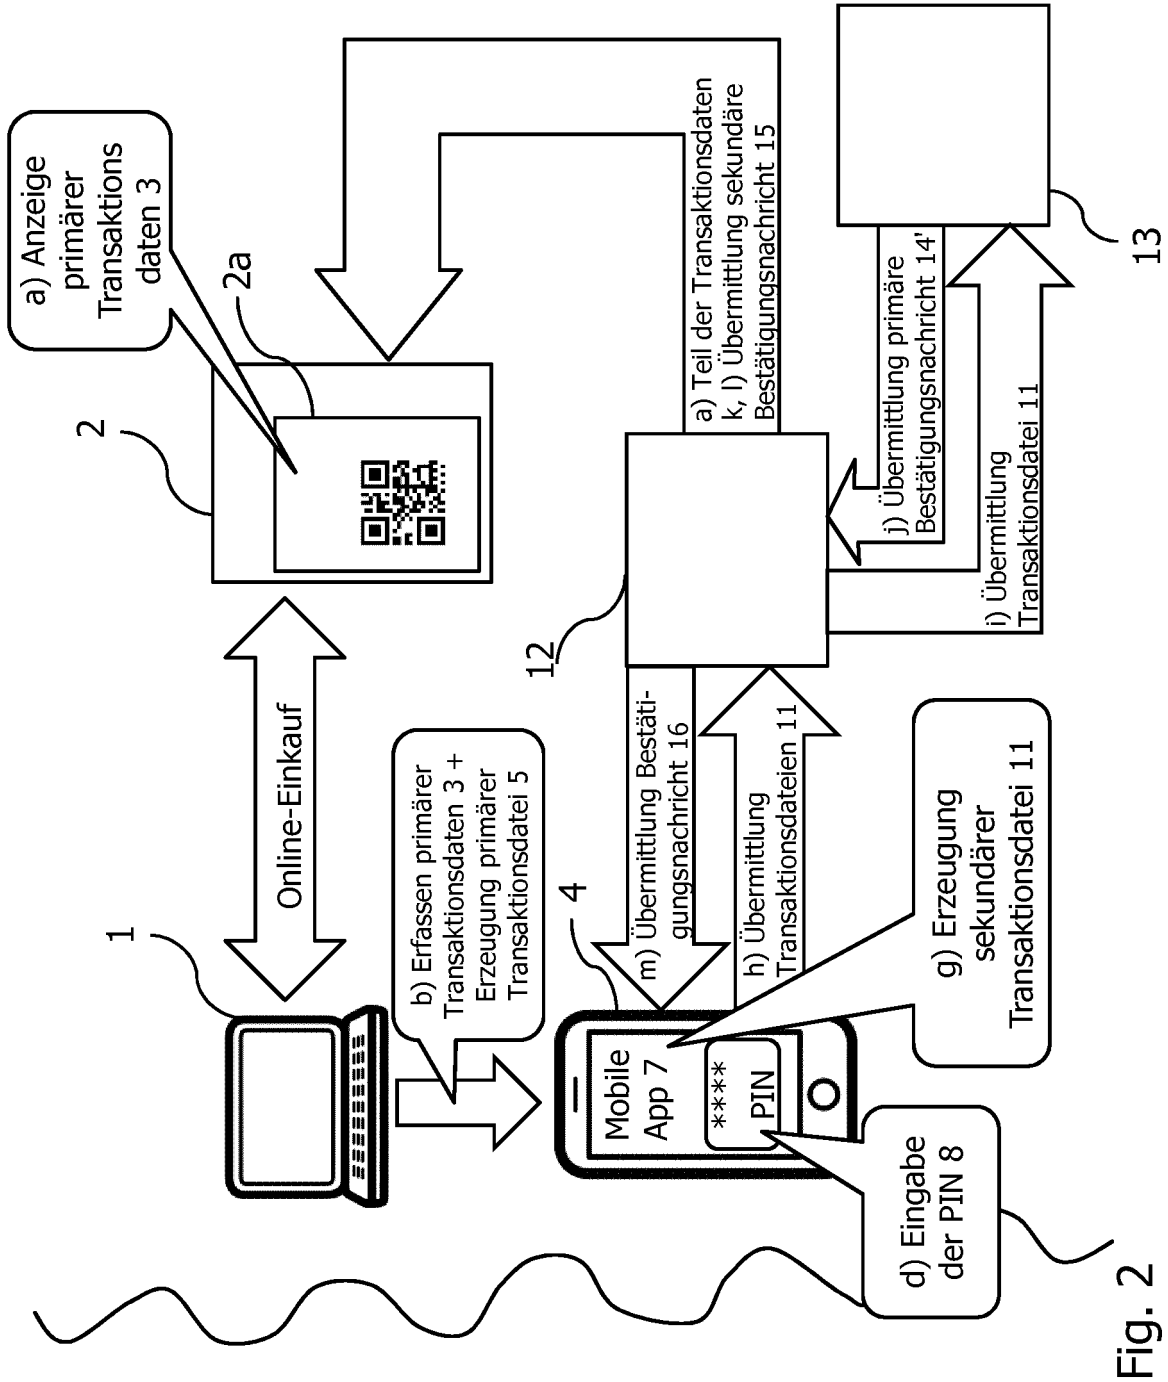 a) Anzeige
primärer
Transaktions
daten 3
2
2a
1
Online-Einkauf
b) Erfassen primärer
Transaktionsdaten 3 +
Erzeugung primärer
Transaktionsdatei 5
a) Teil der Transaktionsdaten
k, l) Übermittlung sekundäre
Bestätigungsnachricht 15
12
4
m) Übermittlung Bestäti-
gungsnachricht 16
h) Übermittlung
Transaktionsdateien 11
Mobile
App 7
****
PIN
j) Übermittlung primäre
Bestätigungsnachricht 14'
i) Übermittlung
Transaktionsdatei 11
13
d) Eingabe
der PIN 8
g) Erzeugung
sekundärer
Transaktionsdatei 11
Fig. 2